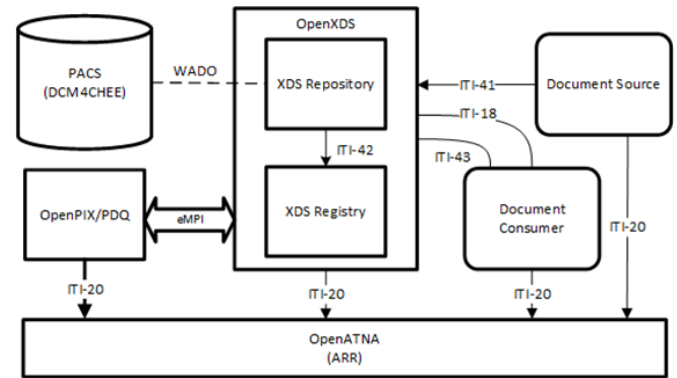 OpenXDS
PACS
(DCM4CHEE)
WADO
XDS Repository
ITI-41
Document Source
ITI-18
ITI-42
ITI-43
OpenPIX/PDQ
eMPI
XDS Registry
Document
Consumer
ITI-20
ITI-20
ITI-20
ITI-20
OpenATNA
(ARR)